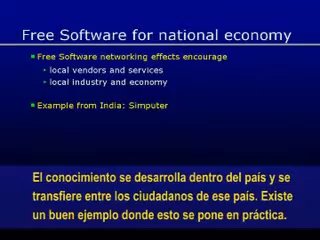 Free Software for national economy
Free Software networking effects encourage
local vendors and services
local industry and economy
Example from India: Simputer
El conocimiento se desarrolla dentro del país y se
transfiere entre los ciudadanos de ese país. Existe
un buen ejemplo donde esto se pone en práctica.